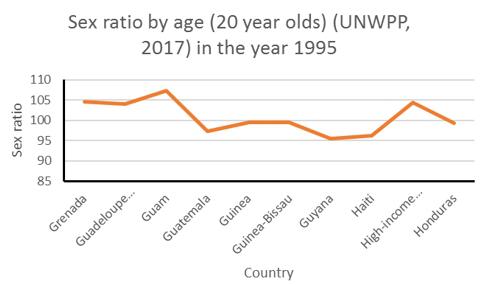 Sex ratio by age (20 year olds) (UNWPP,
2017) in the year 1995
110
105
100
95
90
85
Sex ratio
Grenada
Guadeloupe...
Guam
Guatemala
Guinea
Guinea-Bissau
Guyana
Haiti
High-income...
Honduras
Country